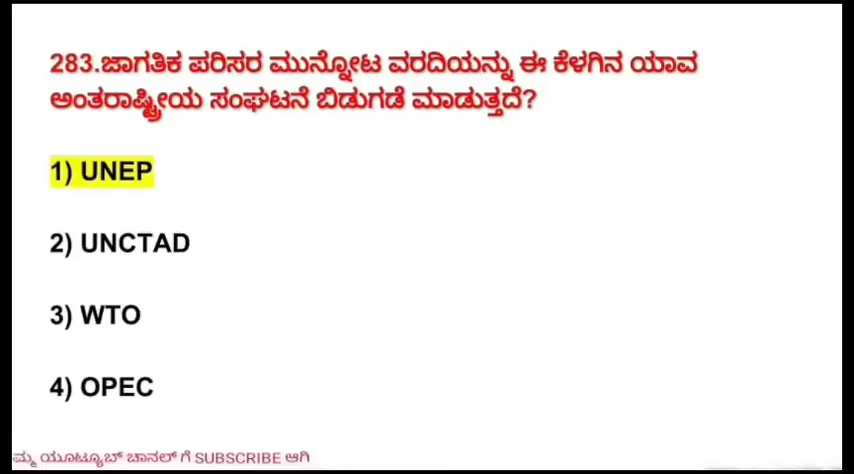 283.ಜಾಗತಿಕ ಪರಿಸರ ಮುನ್ನೋಟ ವರದಿಯನ್ನು ಈ ಕೆಳಗಿನ ಯಾವ
ಅಂತರಾಷ್ಟ್ರೀಯ ಸಂಘಟನೆ ಬಿಡುಗಡೆ ಮಾಡುತ್ತದೆ?
1) UNEP
2) UNCTAD
3) WTO
4) OPEC
ಮ್ಮ ಯೂಟ್ಯೂಬ್ ಚಾನಲ್ ಗೆ SUBSCRIBE ಆಗಿ